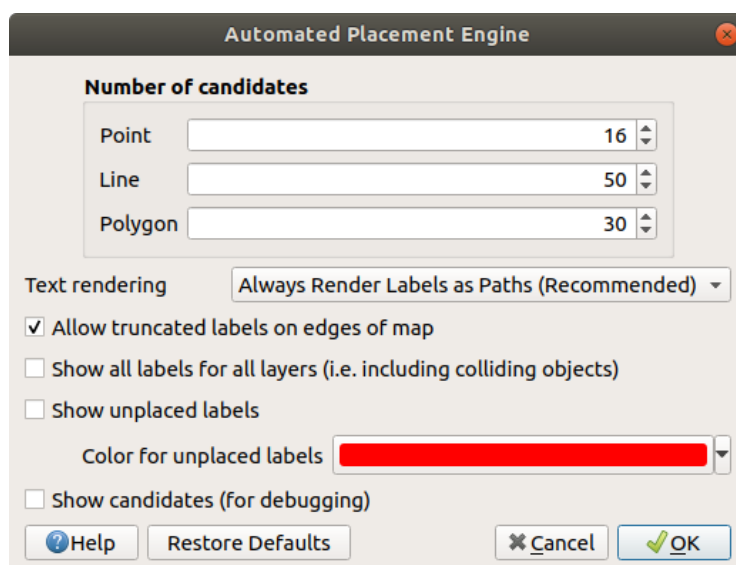 Automated Placement Engine
Number of candidates
Point 16
Line 50
Polygon 30
Text rendering Always Render Labels as Paths (Recommended)
Allow truncated labels on edges of map
Show all labels for all layers (i.e. including colliding objects)
Show unplaced labels
Color for unplaced labels
Show candidates (for debugging)
Help Restore Defaults Cancel OK